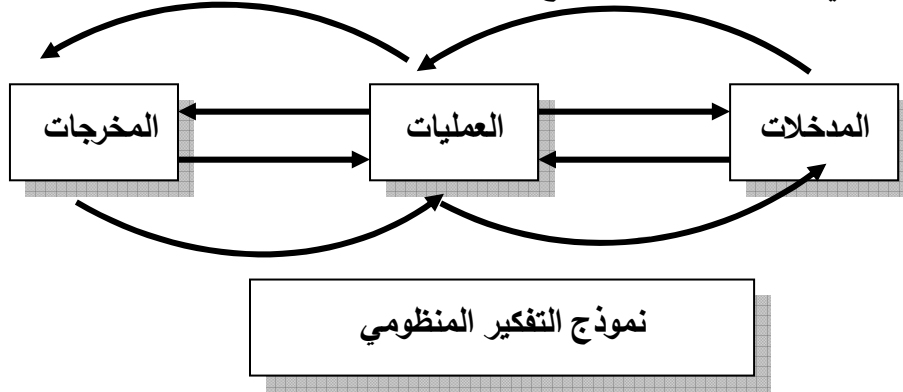 المدخلات
العمليات
المخرجات
نموذج التفكير المنظومي